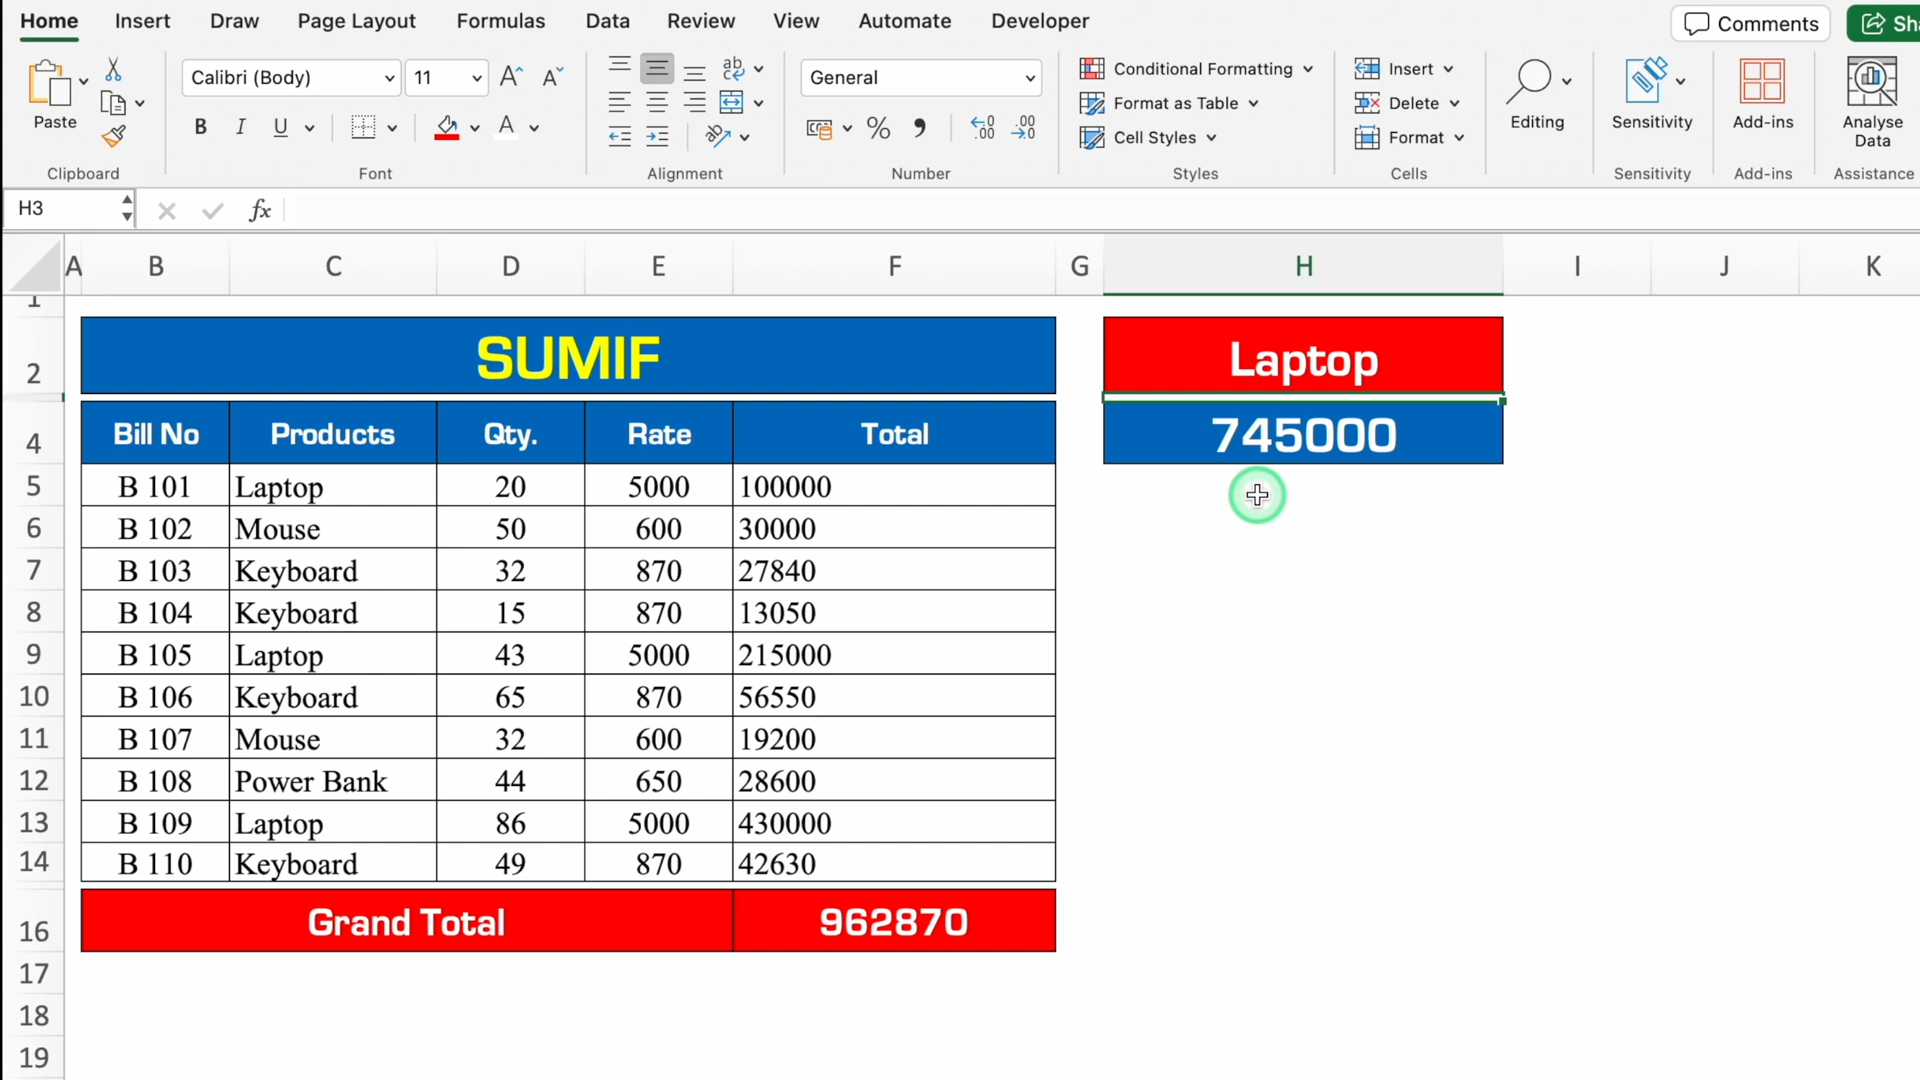 Home Insert Draw Page Layout Formulas Data Review View Automate Developer Comments Sha
Calibri (Body) 11 General Conditional Formatting Insert
Format as Table Delete
Paste Cell Styles Format Editing Sensitivity Add-ins Analyse Data
Clipboard Font Alignment Number Styles Cells Sensitivity Add-ins Assistance
H3 fx
A B C D E F G H I J K
1
2 SUMIF Laptop
4 Bill No Products Qty. Rate Total 745000
5 B 101 Laptop 20 5000 100000
6 B 102 Mouse 50 600 30000
7 B 103 Keyboard 32 870 27840
8 B 104 Keyboard 15 870 13050
9 B 105 Laptop 43 5000 215000
10 B 106 Keyboard 65 870 56550
11 B 107 Mouse 32 600 19200
12 B 108 Power Bank 44 650 28600
13 B 109 Laptop 86 5000 430000
14 B 110 Keyboard 49 870 42630
16 Grand Total 962870
17
18
19